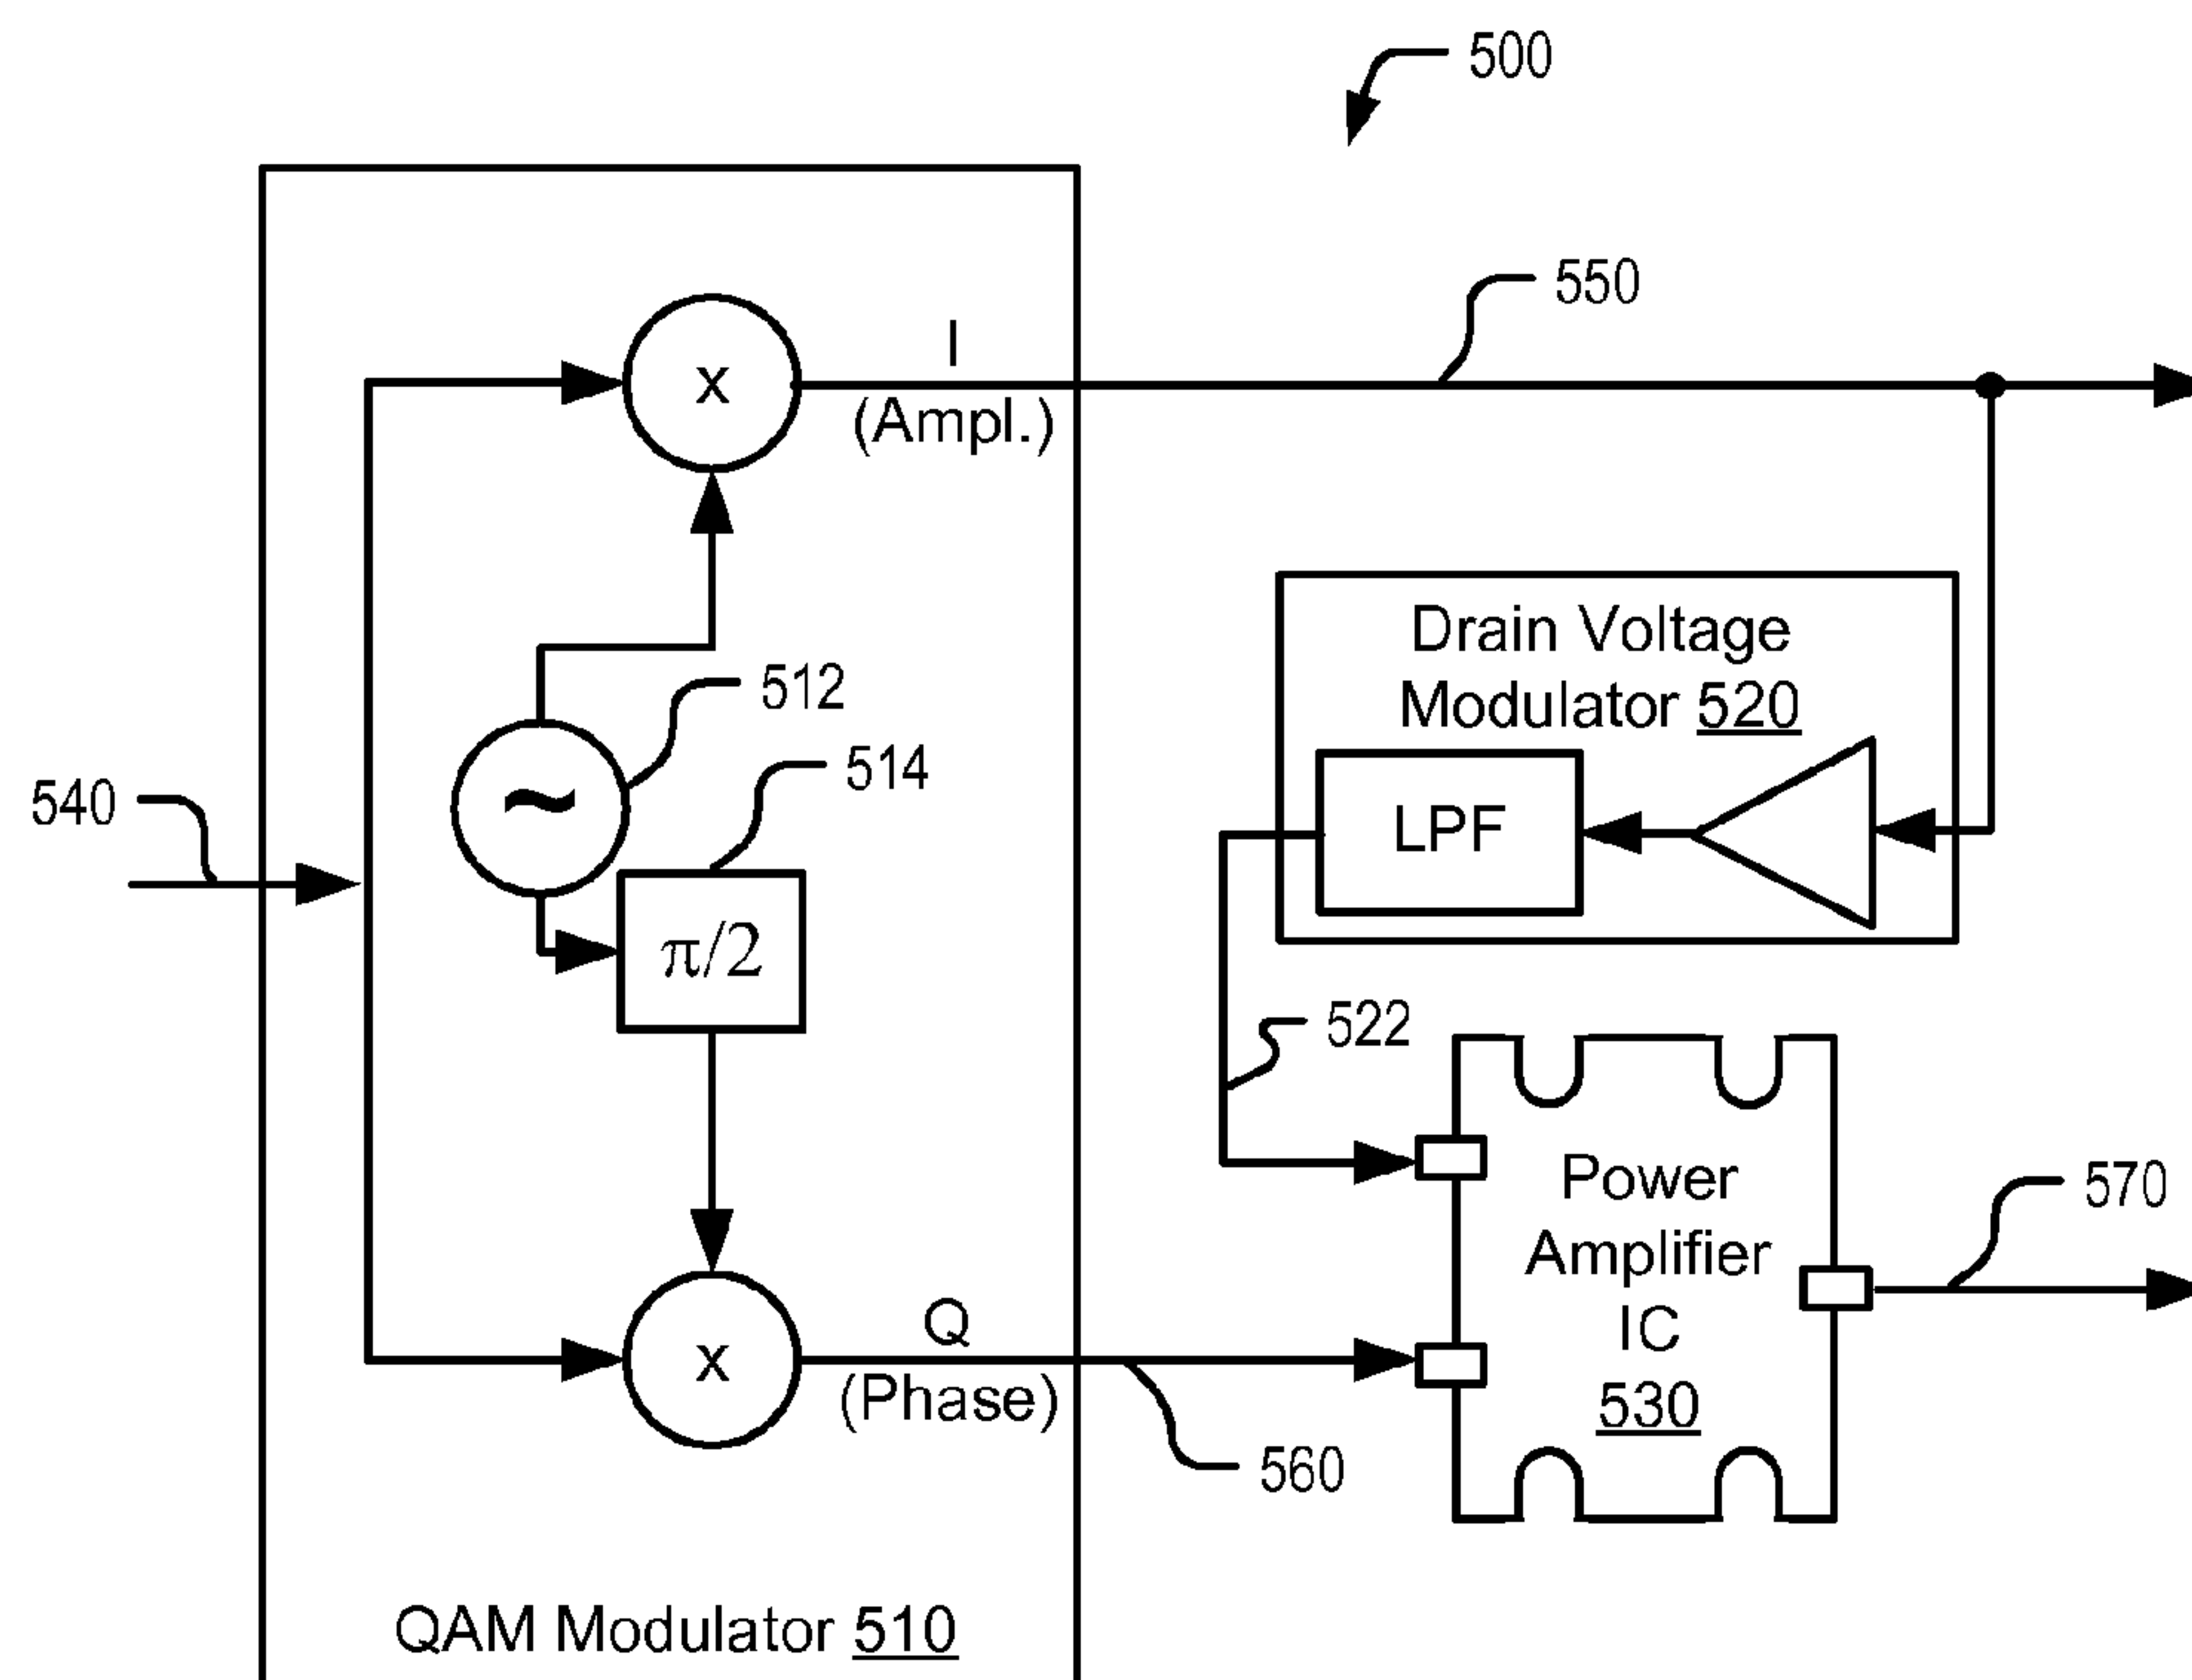 500
550
I
(Ampl.)
x
Drain Voltage
Modulator 520
512
514
540
~
LPF
π/2
522
Power
Amplifier
IC
530
570
Q
(Phase)
x
560
QAM Modulator 510